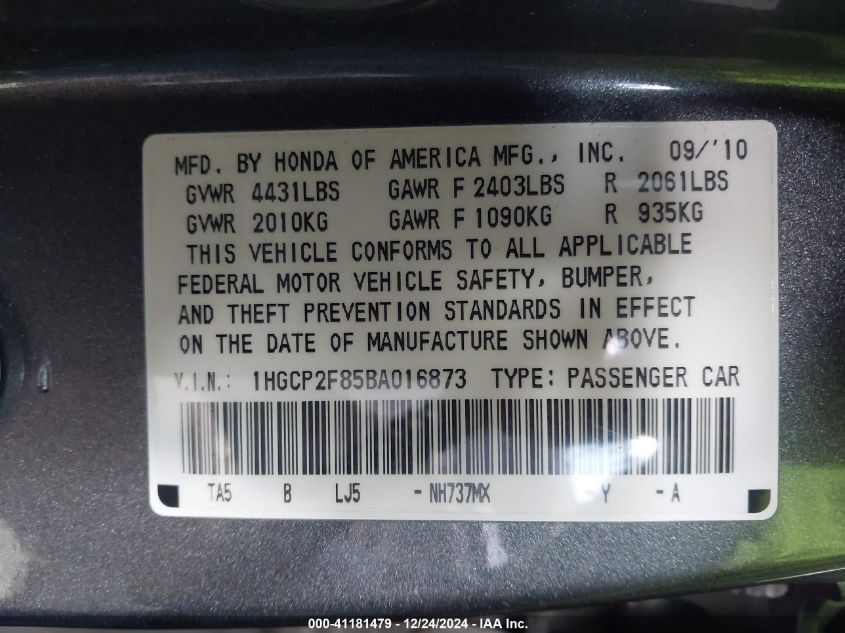 MFD. BY HONDA OF AMERICA MFG., INC. 09/'10
GVWR 4431LBS GAWR F 2403LBS R 2061LBS
GVWR 2010KG GAWR F 1090KG R 935KG
THIS VEHICLE CONFORMS TO ALL APPLICABLE
FEDERAL MOTOR VEHICLE SAFETY, BUMPER,
AND THEFT PREVENTION STANDARDS IN EFFECT
ON THE DATE OF MANUFACTURE SHOWN ABOVE.
V.I.N.: 1HGCP2F85BA016873 TYPE: PASSENGER CAR
TA5 B LJ5 -NH737MX -Y -A
000-41181479 • 12/24/2024 • IAA Inc.